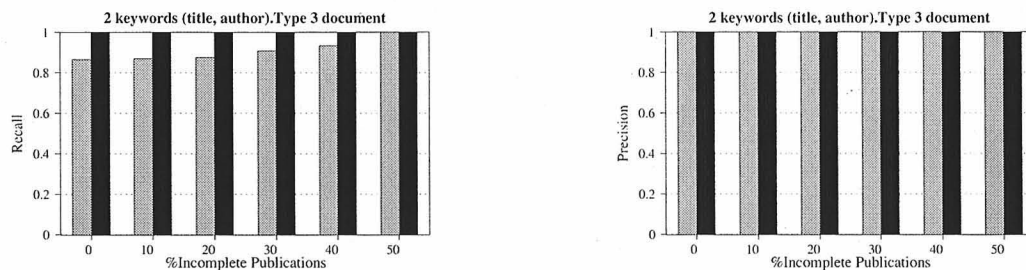 2 keywords (title, author).Type 3 document
1
0.8
0.6
0.4
0.2
0
Recall
0 10 20 30 40 50
%Incomplete Publications
2 keywords (title, author).Type 3 document
1
0.8
0.6
0.4
0.2
0
Precision
0 10 20 30 40 50
%Incomplete Publications